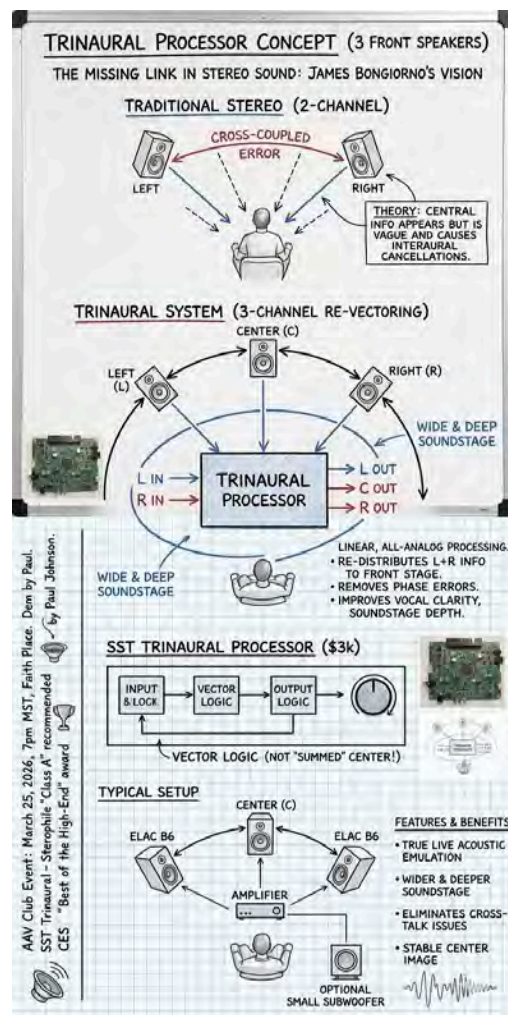 TRINAURAL PROCESSOR CONCEPT (3 FRONT SPEAKERS)
THE MISSING LINK IN STEREO SOUND: JAMES BONGIORNO'S VISION
TRADITIONAL STEREO (2-CHANNEL)
CROSS-COUPLED
ERROR
LEFT
RIGHT
THEORY: CENTRAL
INFO APPEARS BUT IS
VAGUE AND CAUSES
INTERAURAL
CANCELLATIONS.
TRINAURAL SYSTEM (3-CHANNEL RE-VECTORING)
CENTER (C)
LEFT
(L)
RIGHT (R)
WIDE & DEEP
SOUNDSTAGE
L IN
R IN
TRINAURAL
PROCESSOR
L OUT
C OUT
R OUT
WIDE & DEEP
SOUNDSTAGE
LINEAR, ALL-ANALOG PROCESSING.
• RE-DISTRIBUTES L+R INFO
TO FRONT STAGE.
• REMOVES PHASE ERRORS.
• IMPROVES VOCAL CLARITY,
SOUNDSTAGE DEPTH.
AAV Club Event: March 25, 2026, 7pm MST, Faith Place. Dem by Paul.
SST Trinaural - Sterophile "Class A" recommended
by Paul Johnson.
CES "Best of the High-End" award
SST TRINAURAL PROCESSOR ($3k)
INPUT
& LOCK
VECTOR
LOGIC
OUTPUT
LOGIC
VECTOR LOGIC (NOT "SUMMED" CENTER!)
TYPICAL SETUP
CENTER (C)
ELAC B6
ELAC B6
AMPLIFIER
OPTIONAL
SMALL SUBWOOFER
FEATURES & BENEFITS
• TRUE LIVE ACOUSTIC
EMULATION
• WIDER & DEEPER
SOUNDSTAGE
• ELIMINATES CROSS-
TALK ISSUES
• STABLE CENTER
IMAGE